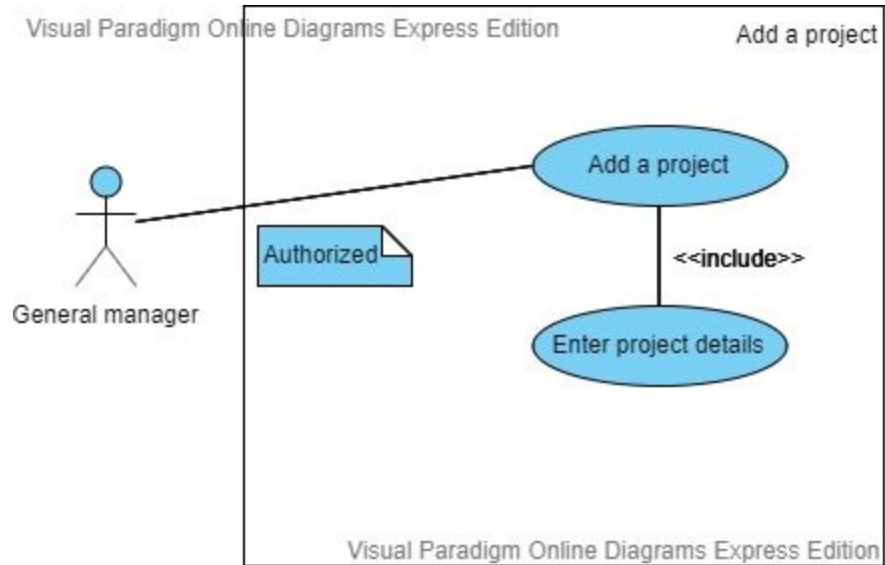 Visual Paradigm Online Diagrams Express Edition
Add a project
Add a project
Authorized
<<include>>
General manager
Enter project details
Visual Paradigm Online Diagrams Express Edition